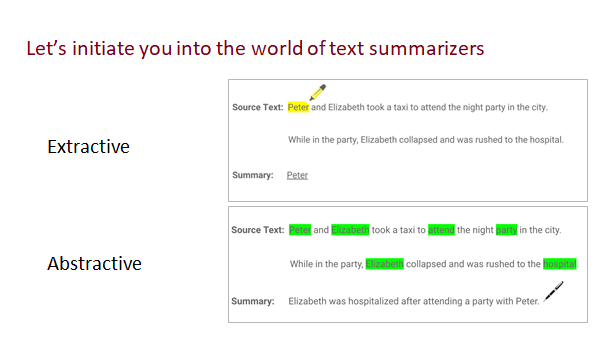 Let's initiate you into the world of text summarizers
Extractive
Source Text: Peter and Elizabeth took a taxi to attend the night party in the city.
While in the party, Elizabeth collapsed and was rushed to the hospital.
Summary: Peter
Abstractive
Source Text: Peter and Elizabeth took a taxi to attend the night party in the city.
While in the party, Elizabeth collapsed and was rushed to the hospital
Summary: Elizabeth was hospitalized after attending a party with Peter.